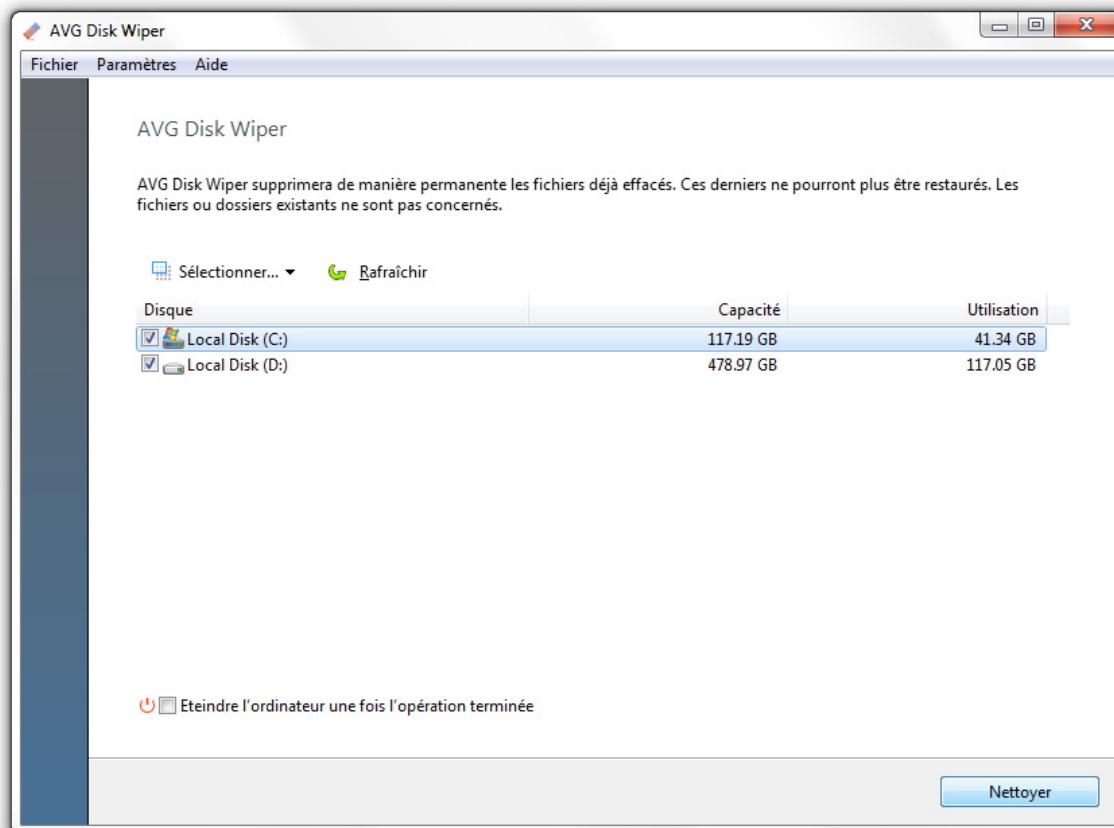 AVG Disk Wiper
Fichier Paramètres Aide
AVG Disk Wiper
AVG Disk Wiper supprimera de manière permanente les fichiers déjà effacés. Ces derniers ne pourront plus être restaurés. Les
fichiers ou dossiers existants ne sont pas concernés.
Sélectionner... Rafraîchir
Disque Capacité Utilisation
Local Disk (C:) 117.19 GB 41.34 GB
Local Disk (D:) 478.97 GB 117.05 GB
Eteindre l'ordinateur une fois l'opération terminée
Nettoyer